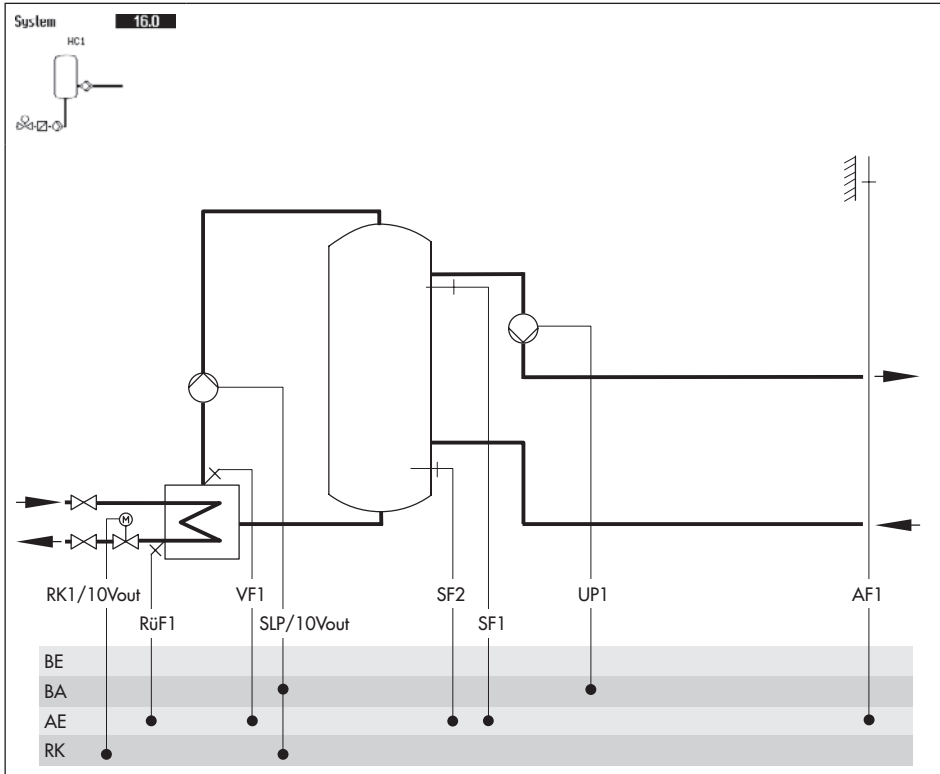 System 16.0
HC1
M
RK1/10Vout VF1 SF2 UP1 AF1
RüF1 SLP/10Vout SF1
BE
BA
AE
RK